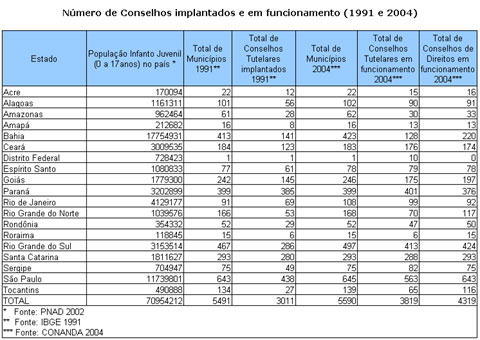 Número de Conselhos implantados e em funcionamento (1991 e 2004)
Estado | População Infanto Juvenil (0 a 17anos) no país * | Total de Municípios 1991** | Total de Conselhos Tutelares implantados 1991** | Total de Municípios 2004*** | Total de Conselhos Tutelares em funcionamento 2004*** | Total de Conselhos de Direitos em funcionamento 2004***
Acre 170094 22 12 22 15 16
Alagoas 1161311 101 56 102 90 91
Amazonas 962464 61 28 62 30 33
Amapá 212682 16 8 16 13 13
Bahia 17754931 413 141 423 128 220
Ceará 3009535 184 123 183 176 174
Distrito Federal 728423 1 1 1 10 0
Espírito Santo 1080833 77 61 78 79 78
Goiás 1779300 242 145 246 175 197
Paraná 3202899 399 385 399 401 376
Rio de Janeiro 4129177 91 69 108 99 92
Rio Grande do Norte 1039576 166 53 168 70 117
Rondônia 354332 52 29 52 47 50
Roraima 118845 15 6 15 6 15
Rio Grande do Sul 3153514 467 286 497 413 424
Santa Catarina 1811627 293 280 293 288 293
Sergipe 704947 75 49 75 82 75
São Paulo 11739801 643 438 645 563 643
Tocantins 490888 134 27 139 65 116
TOTAL 70954212 5491 3011 5590 3819 4319
* Fonte: PNAD 2002
** Fonte: IBGE 1991
*** Fonte: CONANDA 2004